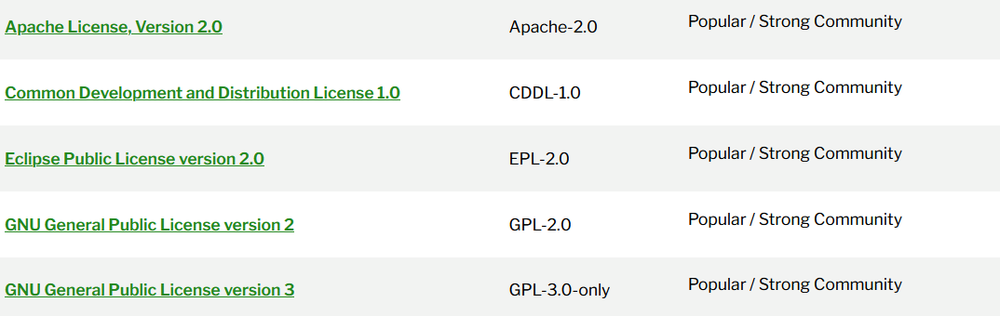 Apache License, Version 2.0 Apache-2.0 Popular / Strong Community
Common Development and Distribution License 1.0 CDDL-1.0 Popular / Strong Community
Eclipse Public License version 2.0 EPL-2.0 Popular / Strong Community
GNU General Public License version 2 GPL-2.0 Popular / Strong Community
GNU General Public License version 3 GPL-3.0-only Popular / Strong Community